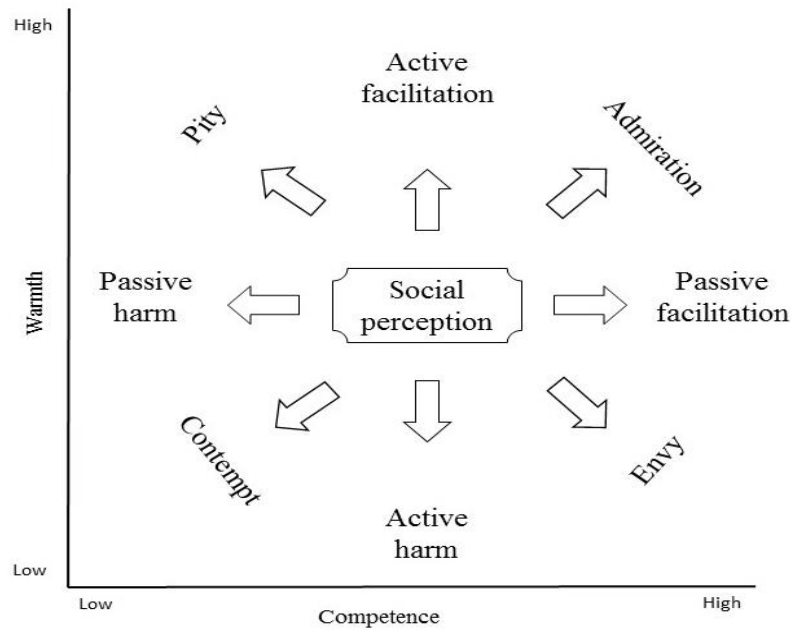 High
Active
facilitation
Pity
Admiration
Warmth
Passive
harm
Social
perception
Passive
facilitation
Contempt
Envy
Active
harm
Low
Low
High
Competence